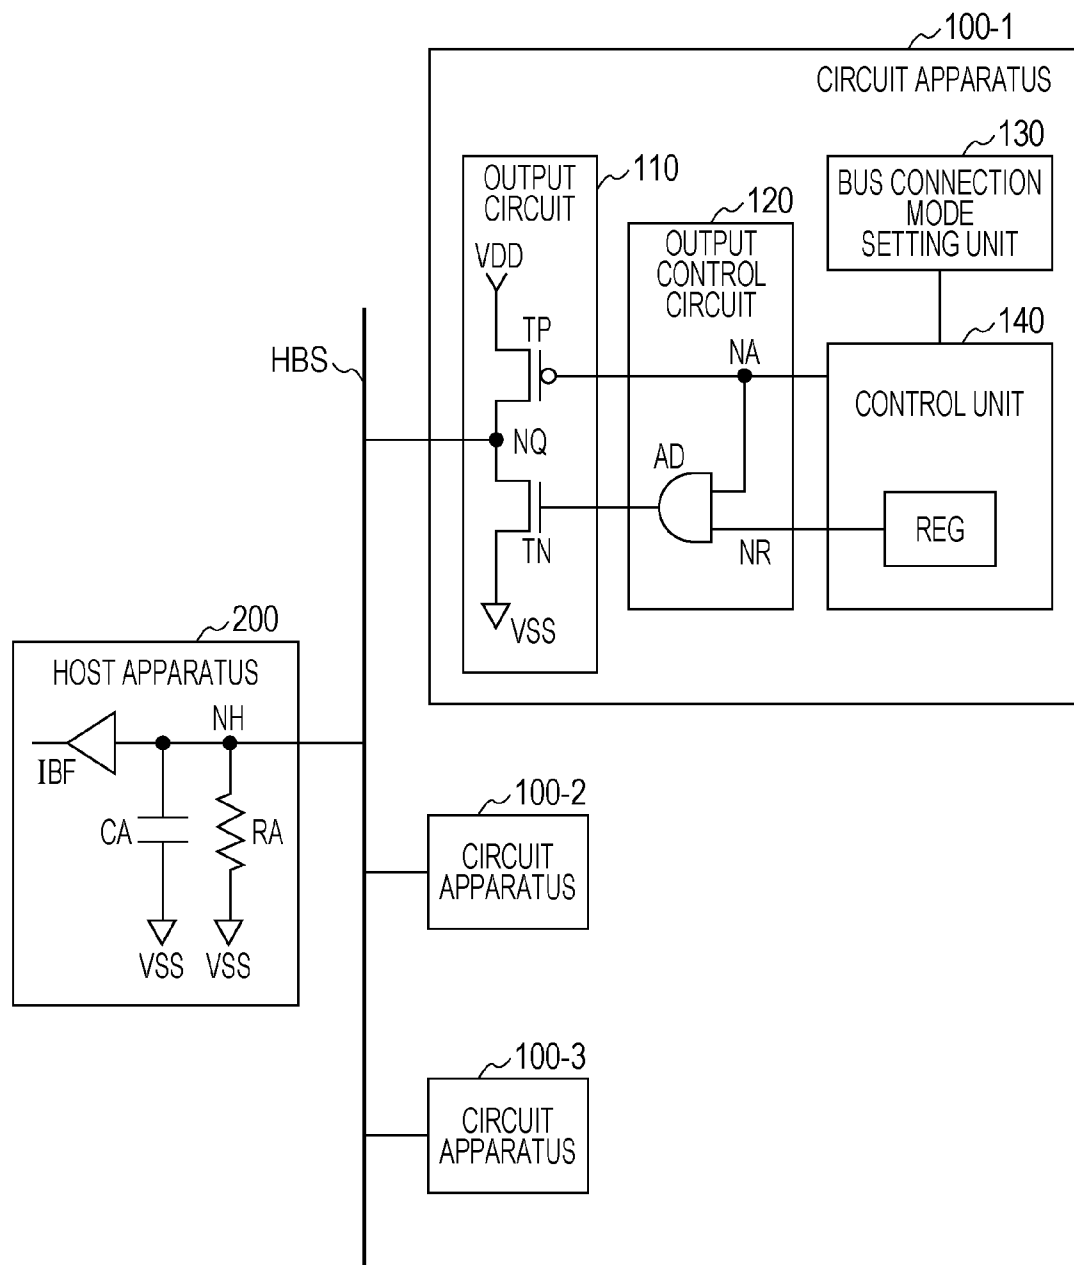 100-1
CIRCUIT APPARATUS
130
BUS CONNECTION
MODE
SETTING UNIT
110
OUTPUT
CIRCUIT
120
OUTPUT
CONTROL
CIRCUIT
VDD
TP
NA
140
CONTROL UNIT
HBS
NQ
AD
REG
TN
NR
VSS
200
HOST APPARATUS
NH
IBF
CA
RA
VSS
VSS
100-2
CIRCUIT
APPARATUS
100-3
CIRCUIT
APPARATUS